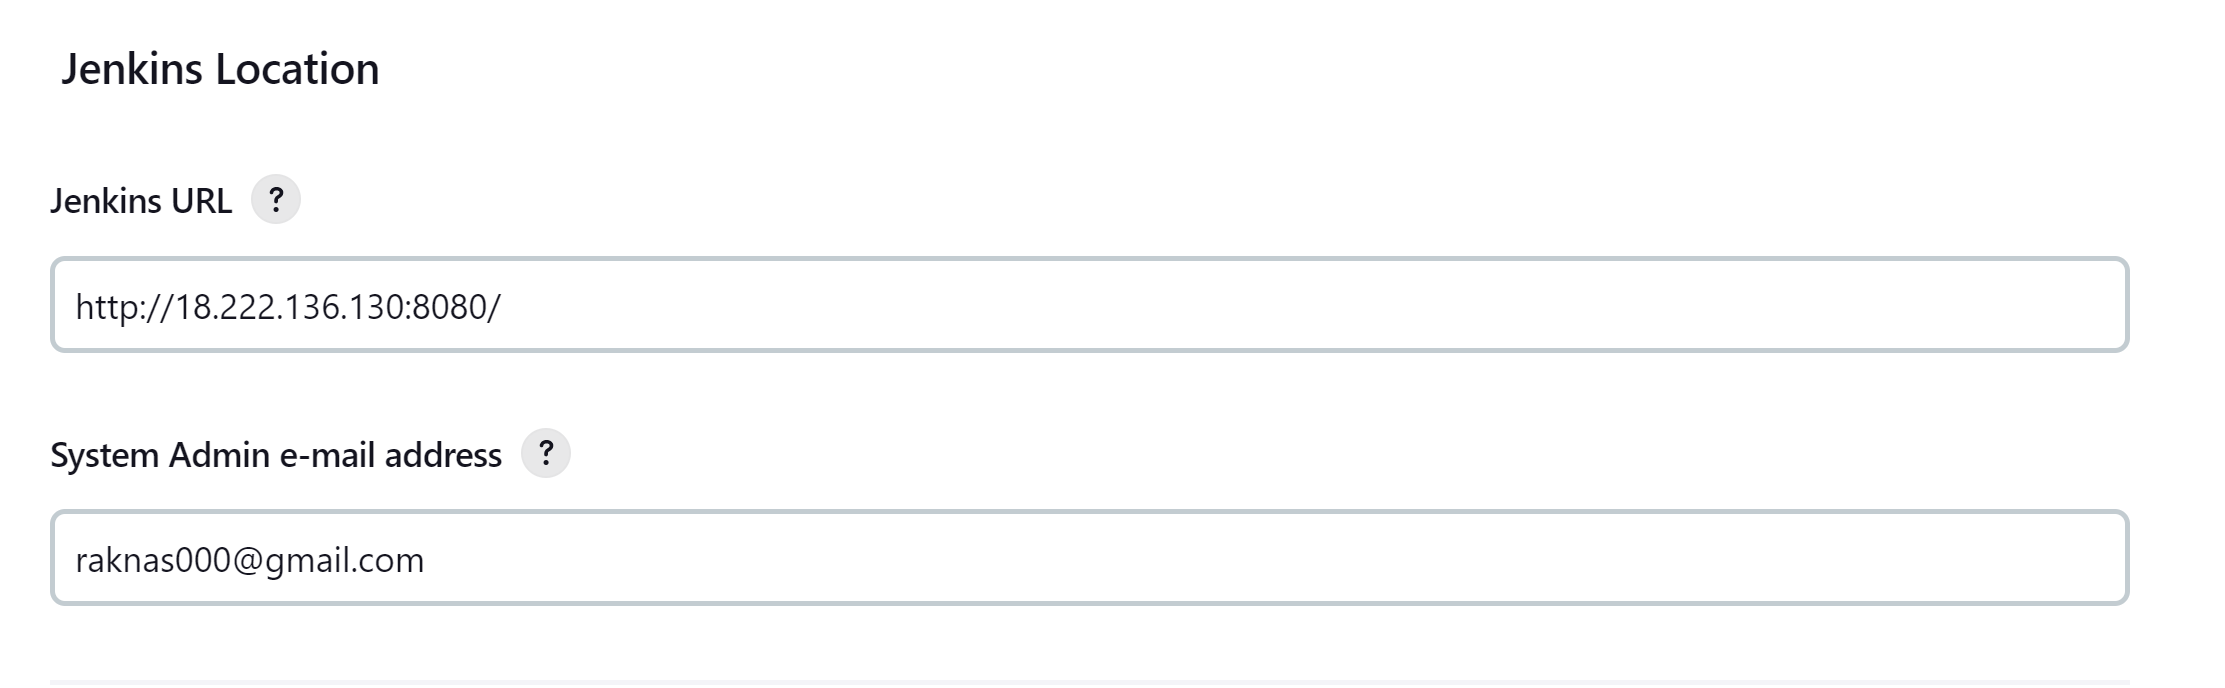 Jenkins Location
Jenkins URL ?
http://18.222.136.130:8080/
System Admin e-mail address ?
raknas000@gmail.com